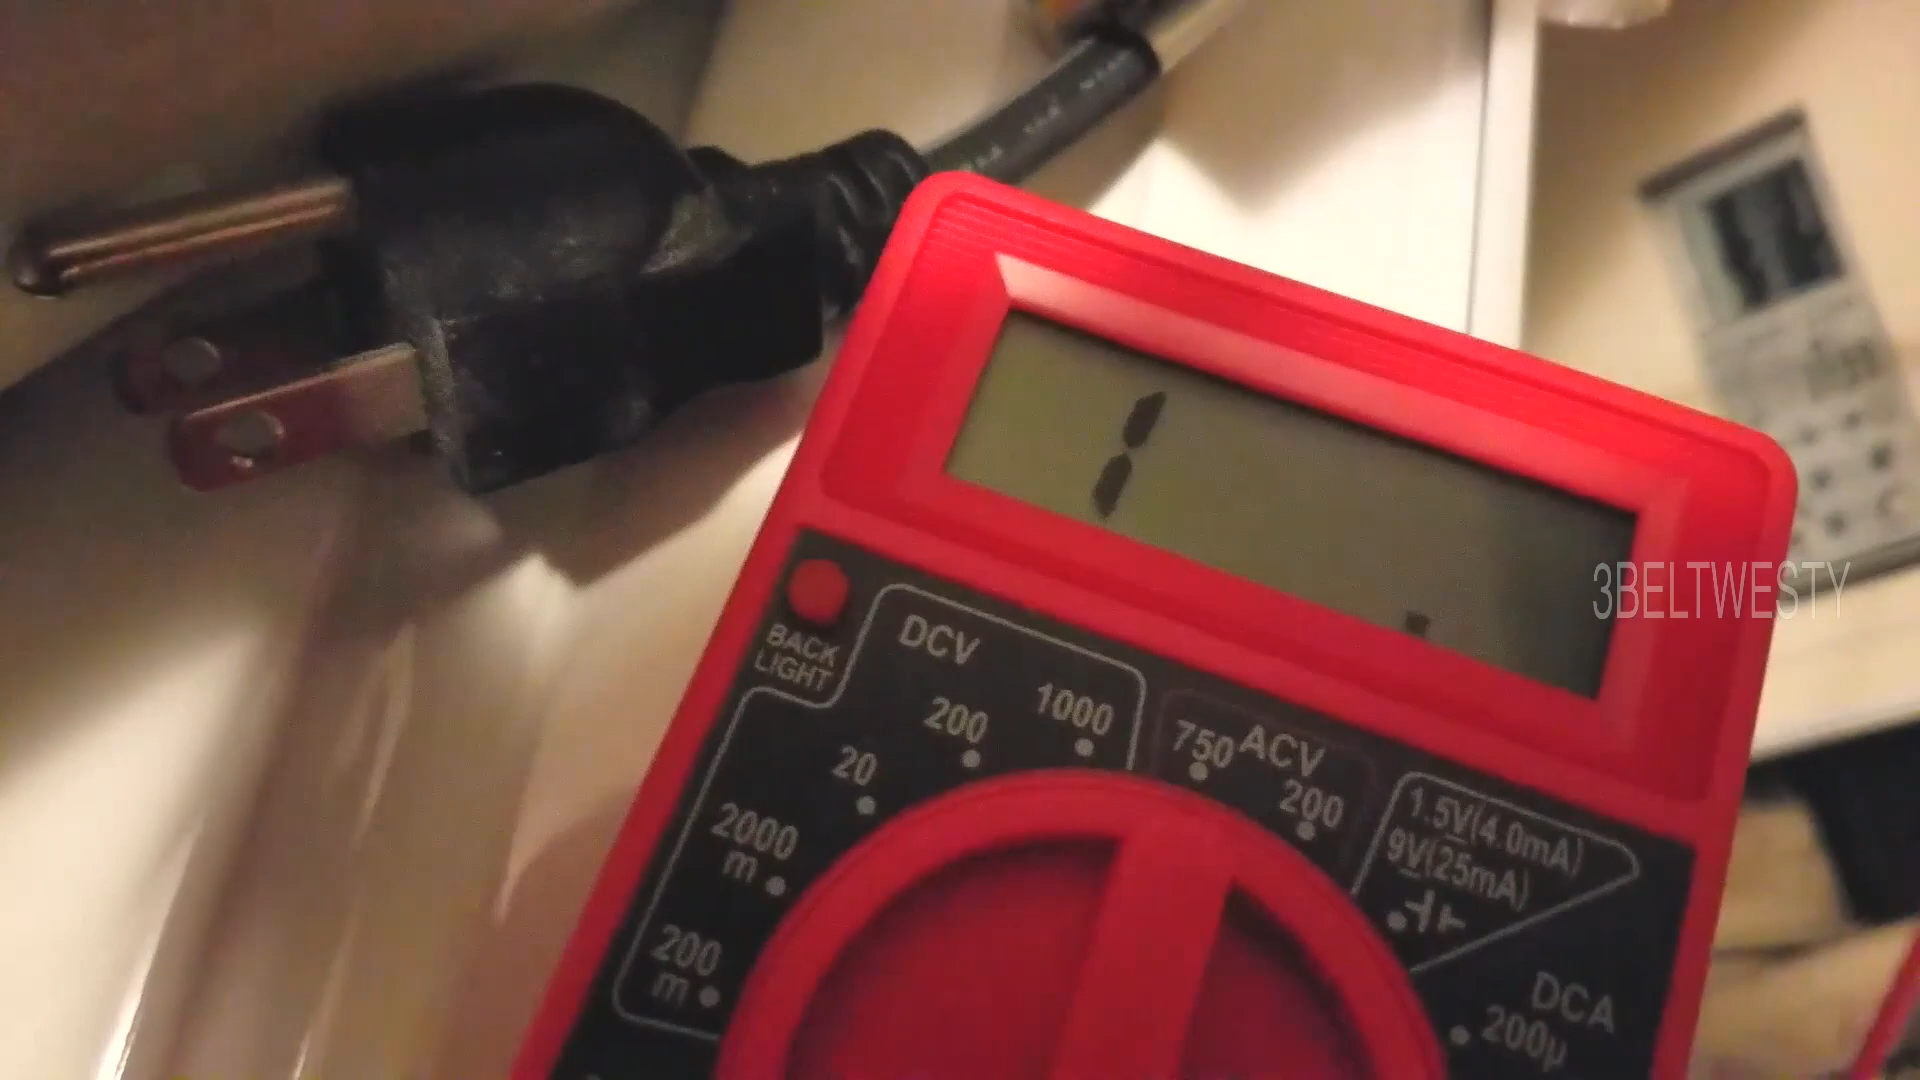 1 .
3BELTWESTY
BACK
LIGHT
DCV
200
1000
20
2000
m
200
m
ACV
750
200
1.5V(4.0mA)
9V(25mA)
DCA
200µ